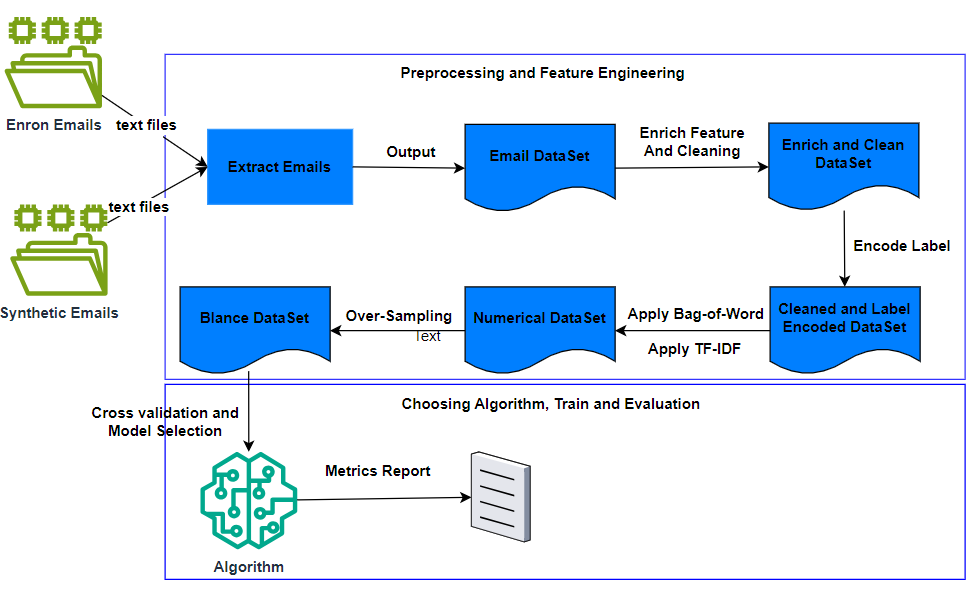 Preprocessing and Feature Engineering
Enron Emails
text files
Extract Emails
Output
Email DataSet
Enrich Feature
And Cleaning
Enrich and Clean
DataSet
text files
Synthetic Emails
Encode Label
Cleaned and Label
Encoded DataSet
Apply Bag-of-Word
Apply TF-IDF
Numerical DataSet
Over-Sampling
Text
Blance DataSet
Choosing Algorithm, Train and Evaluation
Cross validation and
Model Selection
Algorithm
Metrics Report